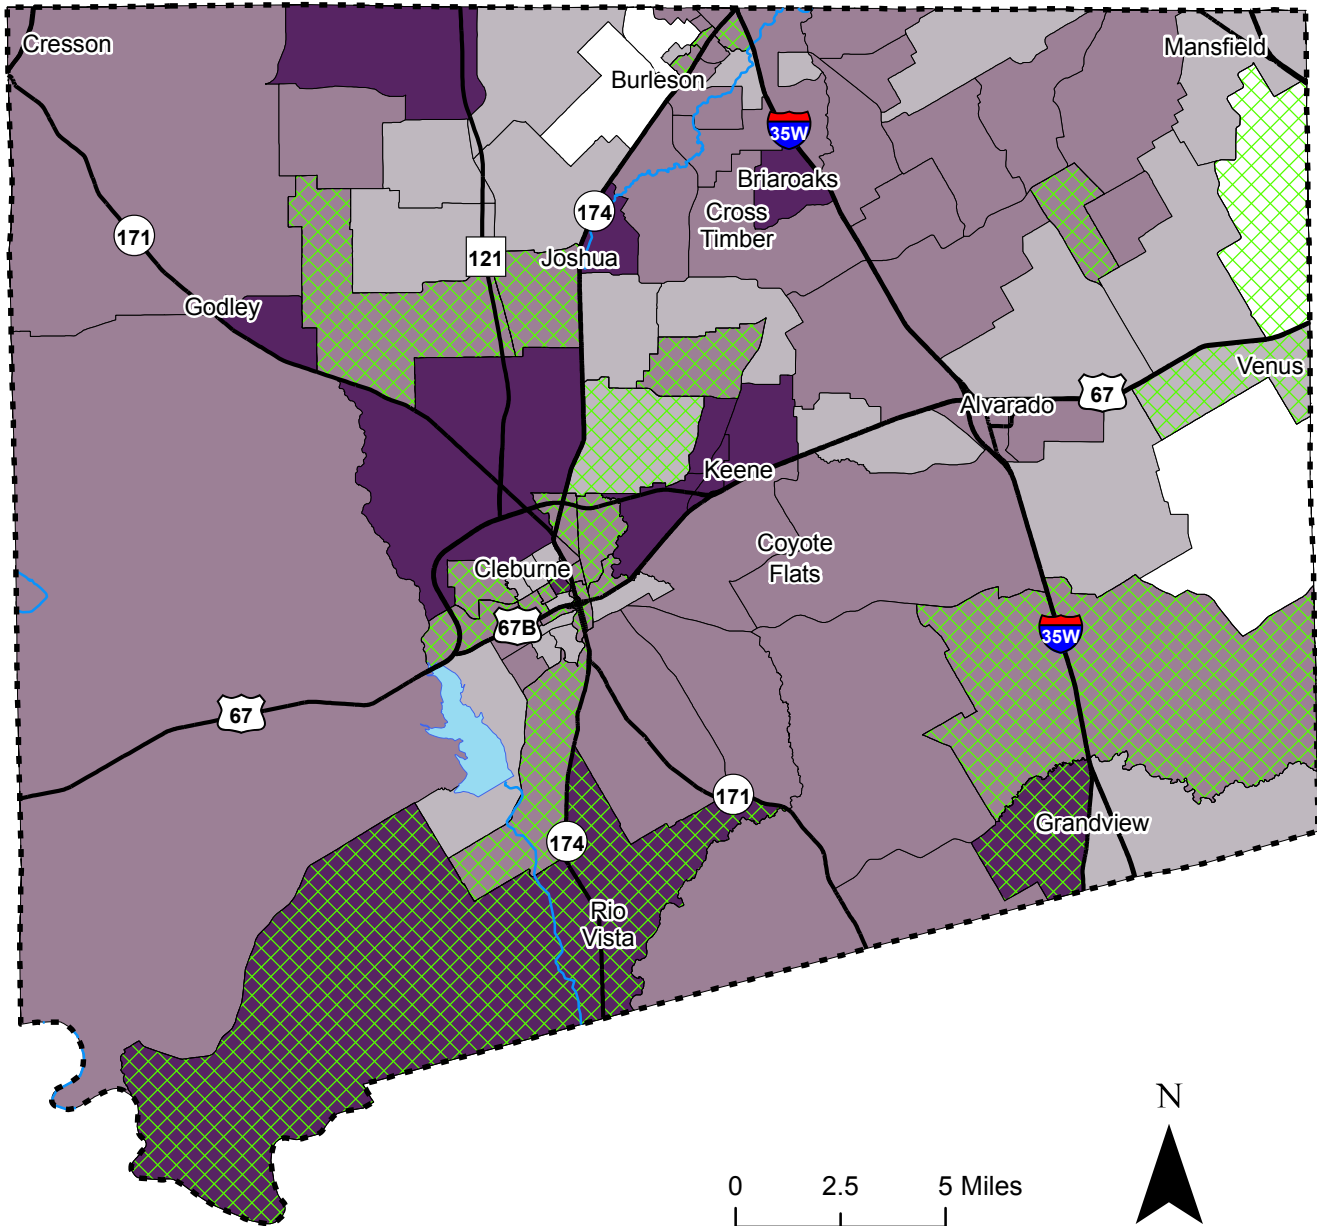 Cresson
Mansfield
Burleson
35W
Briaroaks
174
Cross
Timber
171
121
Joshua
Godley
Venus
67
Alvarado
Keene
Coyote
Flats
Cleburne
67B
35W
67
171
Grandview
174
Rio
Vista
N
0 2.5 5 Miles